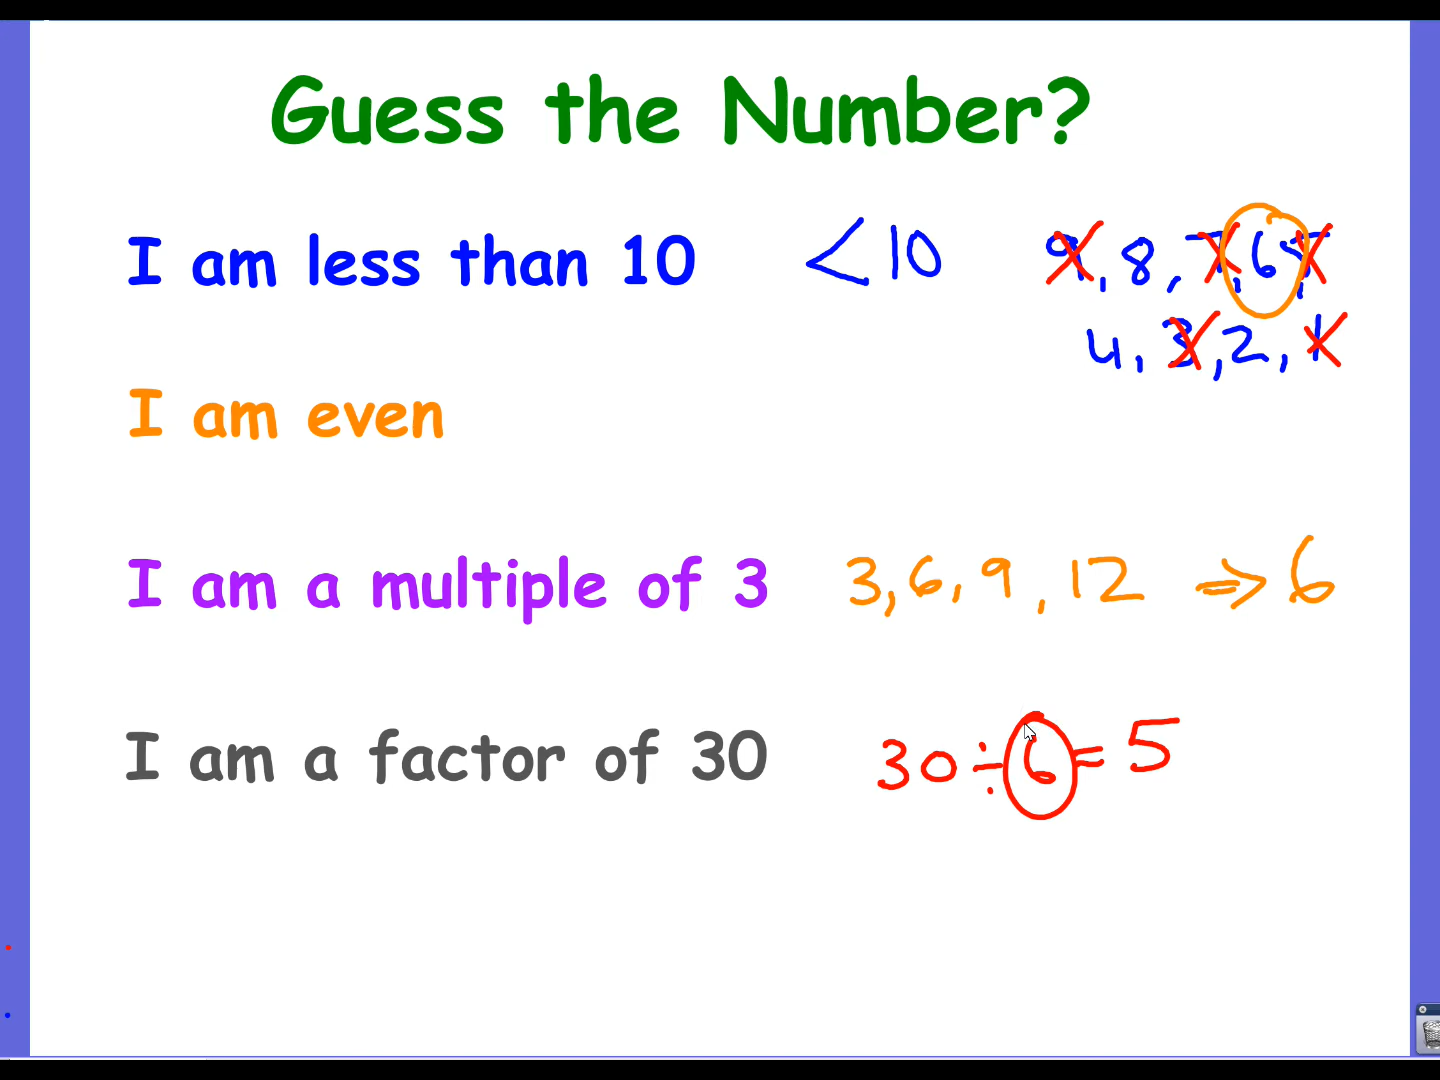 Guess the Number?
I am less than 10 <10 9, 8, 7, 6, 5
4, 3, 2, 1
I am even
I am a multiple of 3 3, 6, 9, 12 ⇒ 6
I am a factor of 30 30 ÷ 6 = 5